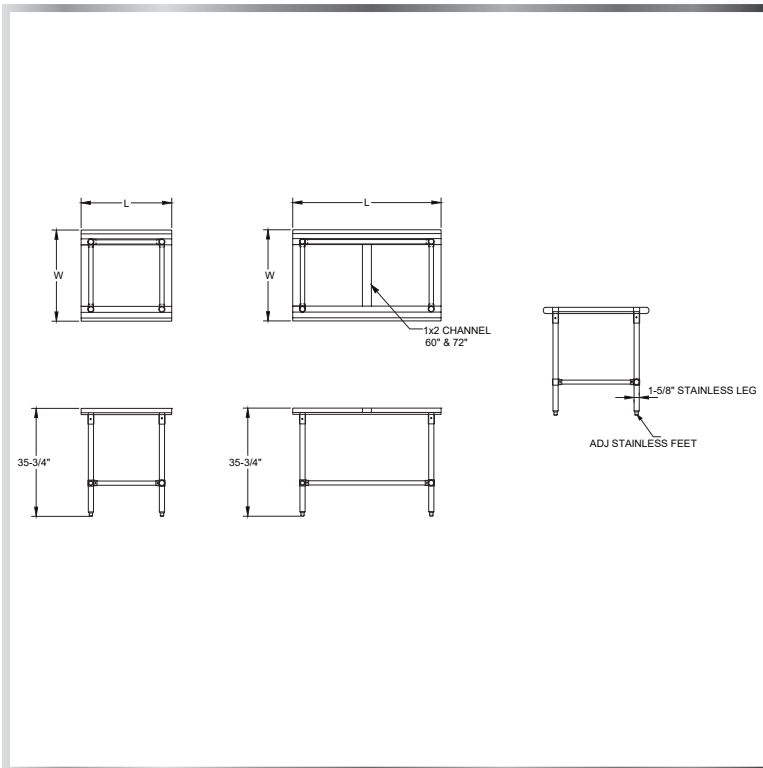 L
L
W
W
1x2 CHANNEL
60" & 72"
1-5/8" STAINLESS LEG
ADJ STAINLESS FEET
35-3/4"
35-3/4"